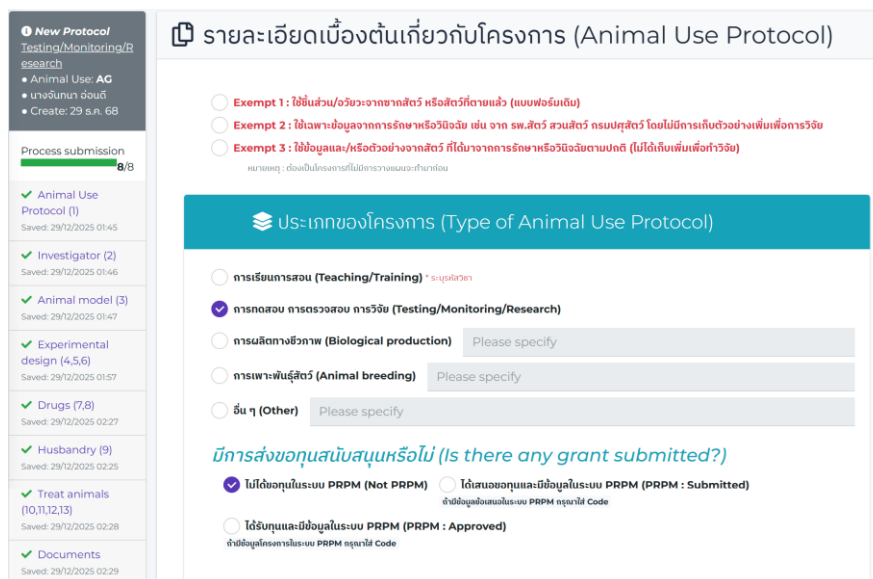 New Protocol
Testing/Monitoring/R
esearch
• Animal Use: AG
• นางจันทนา อ่อนดี
• Create: 29 ธ.ค. 68
Process submission
8/8
Animal Use
Protocol (1)
Saved: 29/12/2025 01:45
Investigator (2)
Saved: 29/12/2025 01:46
Animal model (3)
Saved: 29/12/2025 01:47
Experimental
design (4,5,6)
Saved: 29/12/2025 01:57
Drugs (7,8)
Saved: 29/12/2025 02:27
Husbandry (9)
Saved: 29/12/2025 02:25
Treat animals
(10,11,12,13)
Saved: 29/12/2025 02:28
Documents
Saved: 29/12/2025 02:29
รายละเอียดเบื้องต้นเกี่ยวกับโครงการ (Animal Use Protocol)
Exempt 1 : ใช้ชิ้นส่วน/อวัยวะจากซากสัตว์ หรือสัตว์ที่ตายแล้ว (แบบฟอร์มเดิม)
Exempt 2 : ใช้เฉพาะข้อมูลจากการรักษาหรือวินิจฉัย เช่น จาก รพ.สัตว์ สวนสัตว์ กรมปศุสัตว์ โดยไม่มีการเก็บตัวอย่างเพิ่มเพื่อการวิจัย
Exempt 3 : ใช้ข้อมูลและ/หรือตัวอย่างจากสัตว์ ที่ได้มาจากการรักษาหรือวินิจฉัยตามปกติ (ไม่ได้เก็บเพิ่มเพื่อทำวิจัย)
หมายเหตุ : ต้องเป็นโครงการที่ไม่มีการวางแผนจะทำมาก่อน
ประเภทของโครงการ (Type of Animal Use Protocol)
การเรียนการสอน (Teaching/Training) * ระบุรหัสวิชา
การทดสอบ การตรวจสอบ การวิจัย (Testing/Monitoring/Research)
การผลิตทางชีวภาพ (Biological production) Please specify
การเพาะพันธุ์สัตว์ (Animal breeding) Please specify
อื่น ๆ (Other) Please specify
มีการส่งขอทุนสนับสนุนหรือไม่ (Is there any grant submitted?)
ไม่ได้ขอทุนในระบบ PRPM (Not PRPM) ได้เสนอขอทุนและมีข้อมูลในระบบ PRPM (PRPM : Submitted)
ถ้ามีข้อมูลข้อเสนอในระบบ PRPM กรุณาใส่ Code
ได้รับทุนและมีข้อมูลในระบบ PRPM (PRPM : Approved)
ถ้ามีข้อมูลโครงการในระบบ PRPM กรุณาใส่ Code